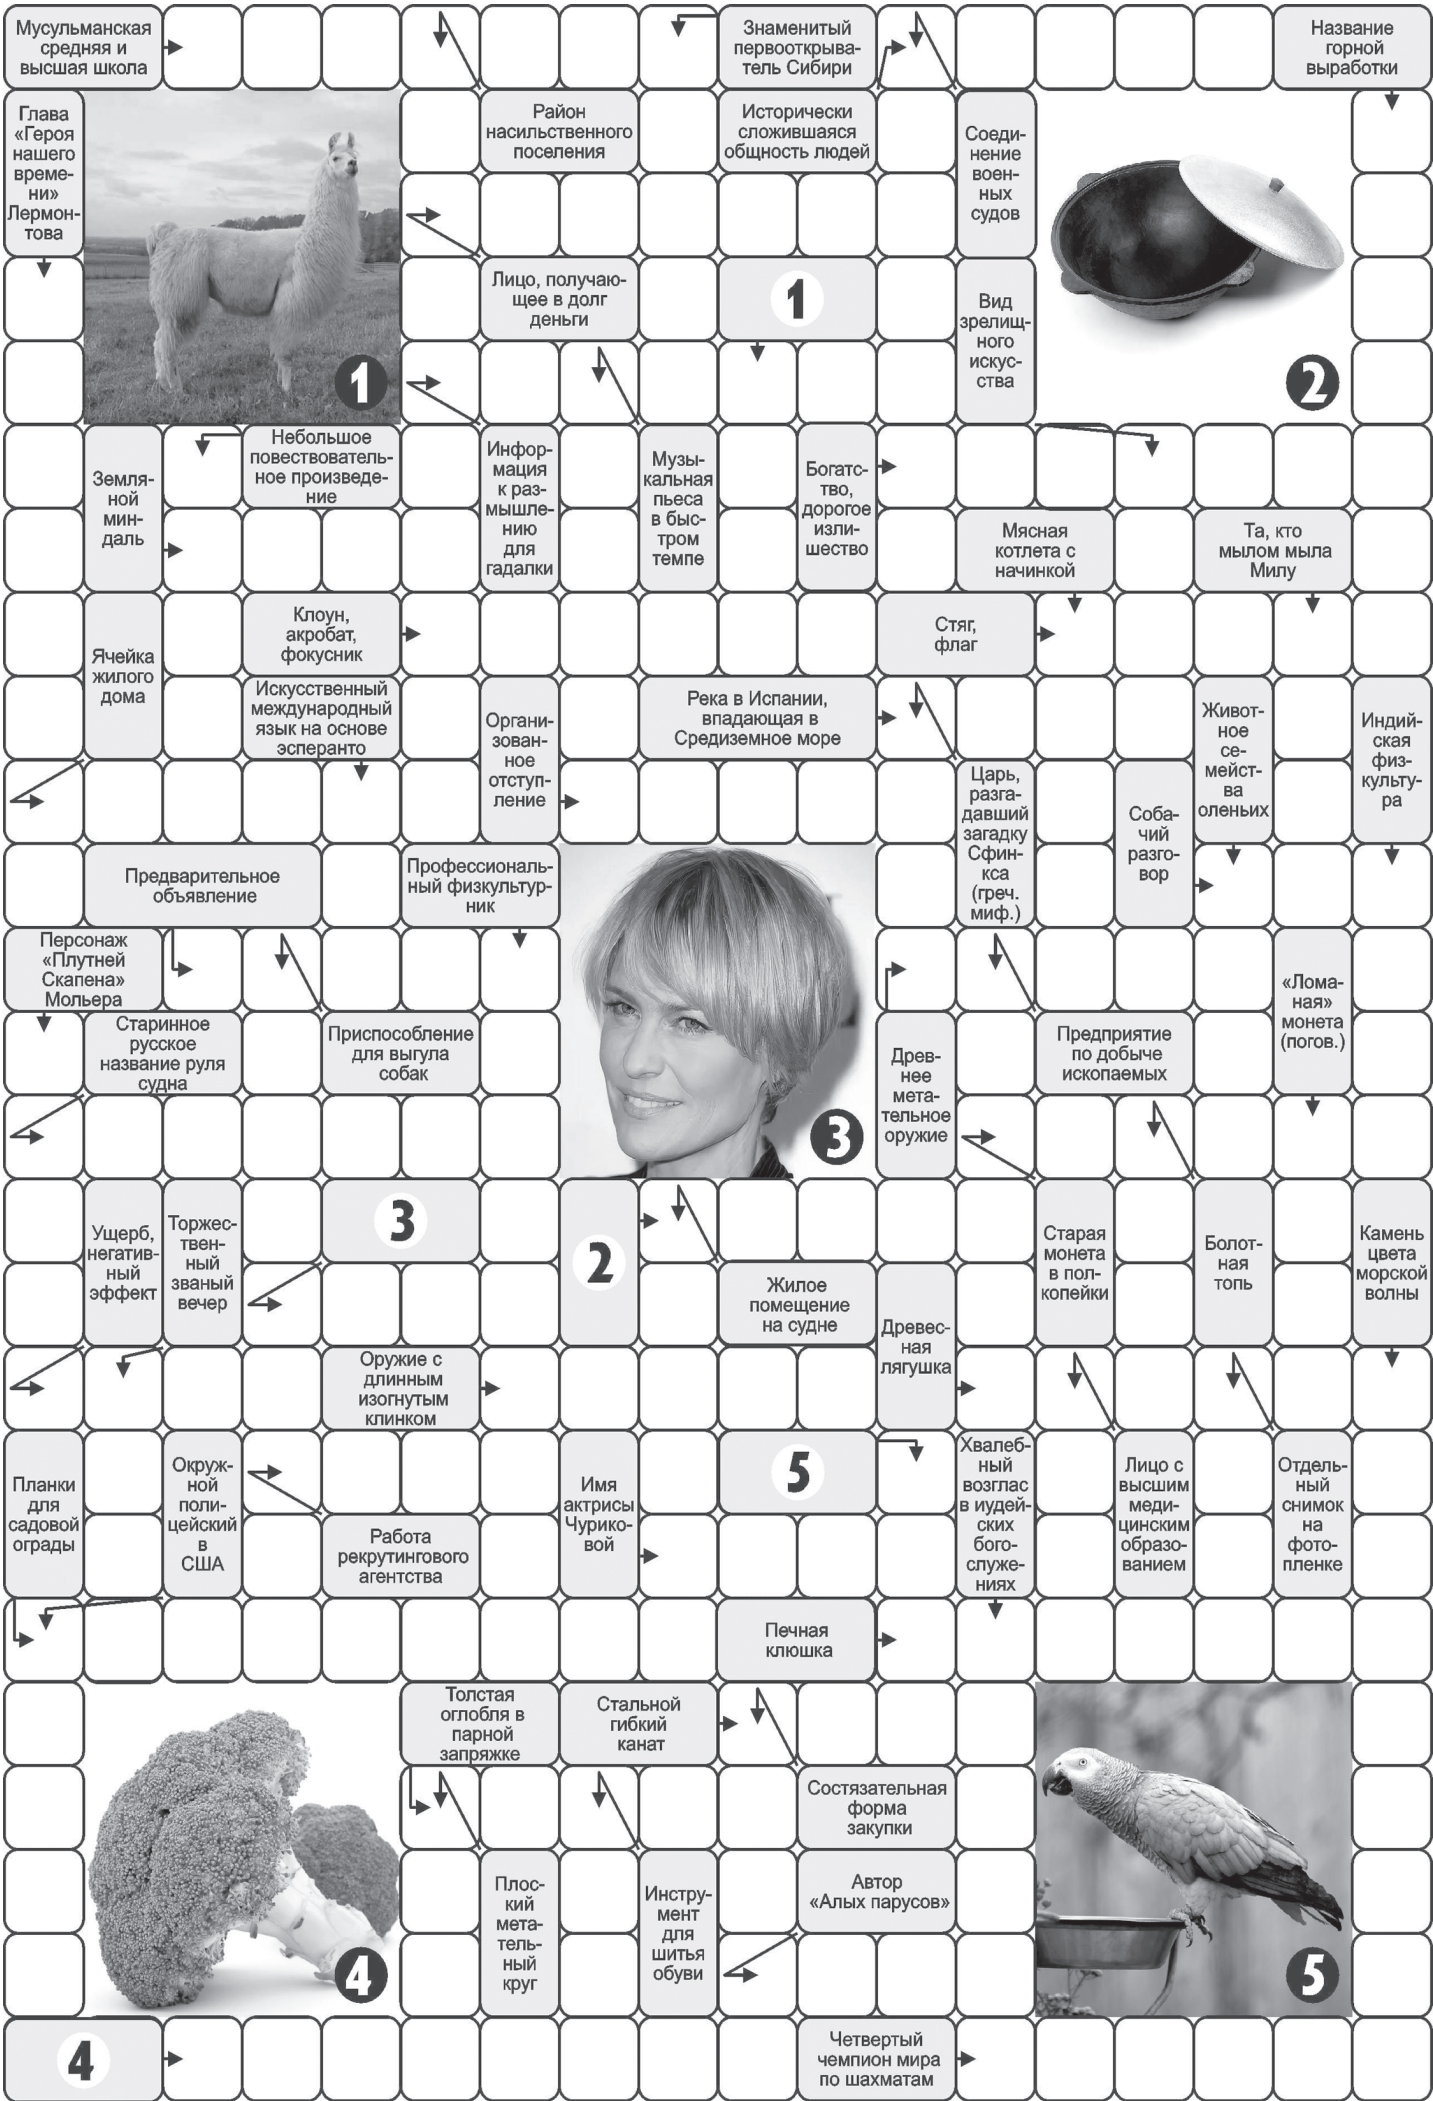 Мусульманская
средняя и
высшая школа
Знаменитый
первооткрыва-
тель Сибири
Название
горной
выработки
Глава
«Героя
нашего
време-
ни»
Лермон-
това
Район
насильственного
поселения
Исторически
сложившаяся
общность людей
Соеди-
нение
воен-
ных
судов
Лицо, получаю-
щее в долг
деньги
1
Вид
зрелищ-
ного
искус-
ства
1
2
Земля-
ной
мин-
даль
Небольшое
повествователь-
ное произведе-
ние
Инфор-
мация
к раз-
мышле-
нию
для
гадалки
Музы-
кальная
пьеса
в быс-
тром
темпе
Богатс-
тво,
дорогое
изли-
шество
Мясная
котлета с
начинкой
Та, кто
мылом мыла
Милу
Ячейка
жилого
дома
Клоун,
акробат,
фокусник
Стяг,
флаг
Искусственный
международный
язык на основе
эсперанто
Органи-
зован-
ное
отступ-
ление
Река в Испании,
впадающая в
Средиземное море
Живот-
ное
се-
мейст-
ва
оленьих
Индий-
ская
физ-
культу-
ра
Царь,
разга-
давший
загадку
Сфин-
кса
(греч.
миф.)
Соба-
чий
разго-
вор
Предварительное
объявление
Профессиональ-
ный физкультур-
ник
Персонаж
«Плутней
Скапена»
Мольера
«Лома-
ная»
монета
(погов.)
Старинное
русское
название руля
судна
Приспособление
для выгула
собак
3
Древ-
нее
мета-
тельное
оружие
Предприятие
по добыче
ископаемых
Ущерб,
негатив-
ный
эффект
Торжес-
твен-
ный
званый
вечер
3
2
Жилое
помещение
на судне
Старая
монета
в пол-
копейки
Болот-
ная
топь
Камень
цвета
морской
волны
Древес-
ная
лягушка
Оружие с
длинным
изогнутым
клинком
Планки
для
садовой
ограды
Окруж-
ной
поли-
цейский
в
США
Работа
рекрутингового
агентства
Имя
актрисы
Чурико-
вой
5
Хвалеб-
ный
возглас
в иудей-
ских
бого-
служе-
ниях
Лицо с
высшим
меди-
цинским
образо-
ванием
Отдель-
ный
снимок
на
фото-
пленке
Печная
клюшка
Толстая
оглобля в
парной
запряжке
Стальной
гибкий
канат
Состязательная
форма
закупки
Плос-
кий
мета-
тель-
ный
круг
Инстру-
мент
для
шитья
обуви
Автор
«Алых парусов»
4
5
4
Четвертый
чемпион мира
по шахматам